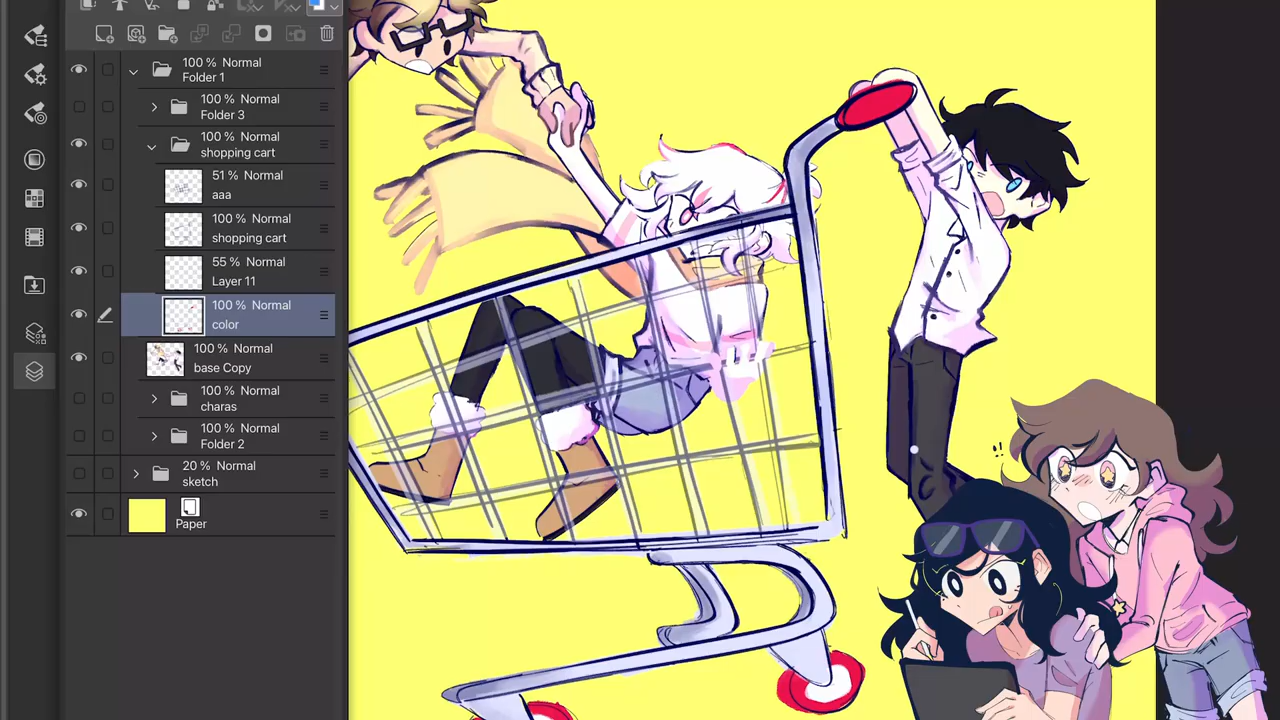 100 % Normal
Folder 1
100 % Normal
Folder 3
100 % Normal
shopping cart
51 % Normal
aaa
100 % Normal
shopping cart
55 % Normal
Layer 11
100 % Normal
color
100 % Normal
base Copy
100 % Normal
charas
100 % Normal
Folder 2
20 % Normal
sketch
Paper
!!